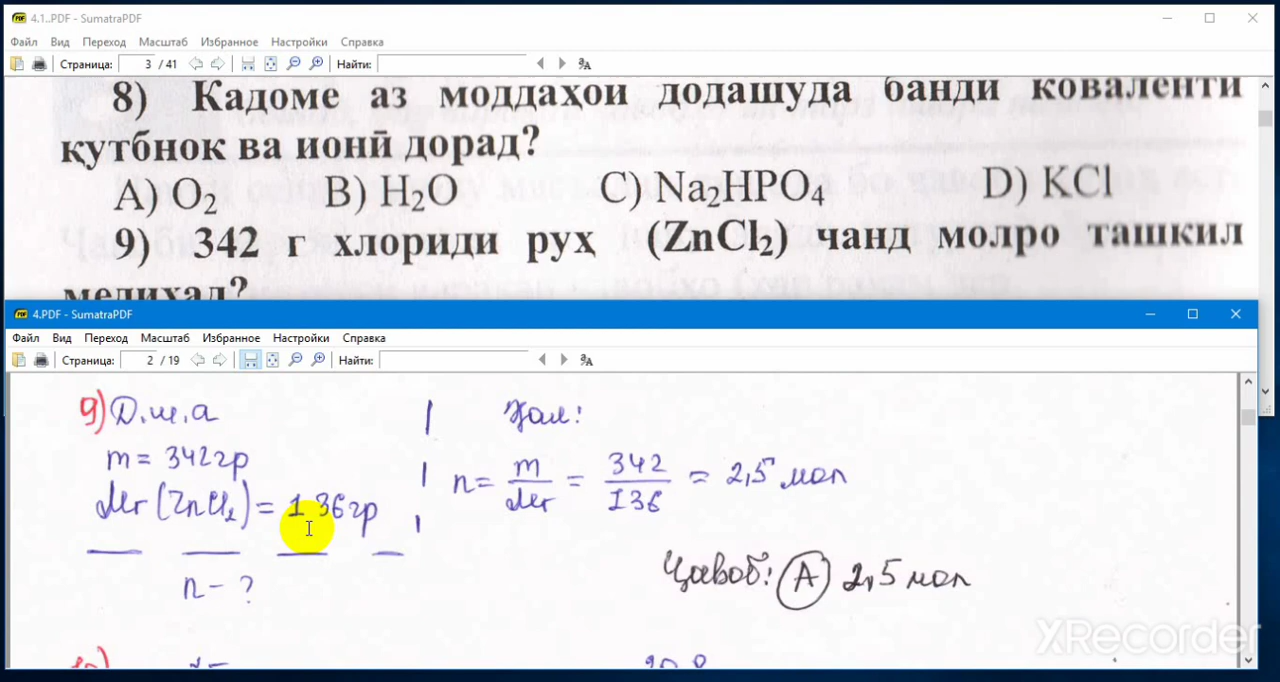 4.1..PDF - SumatraPDF
Файл Вид Переход Масштаб Избранное Настройки Справка
Страница: 3 / 41 Найти:
8) Кадоме аз моддаҳои додашуда банди коваленти
қутбнок ва ионӣ дорад?
A) O₂ B) H₂O C) Na₂HPO₄ D) KCl
9) 342 г хлориди рух (ZnCl₂) чанд молро ташкил
медиҳад?
4.PDF - SumatraPDF
Файл Вид Переход Масштаб Избранное Настройки Справка
Страница: 2 / 19 Найти:
9) Д.ш.а Ҳал:
m = 342гр n = m/Mr = 342/136 = 2,5 мол
Mr (ZnCl₂) = 136гр
n - ? Ҷавоб: A 2,5 мол
XRecorder